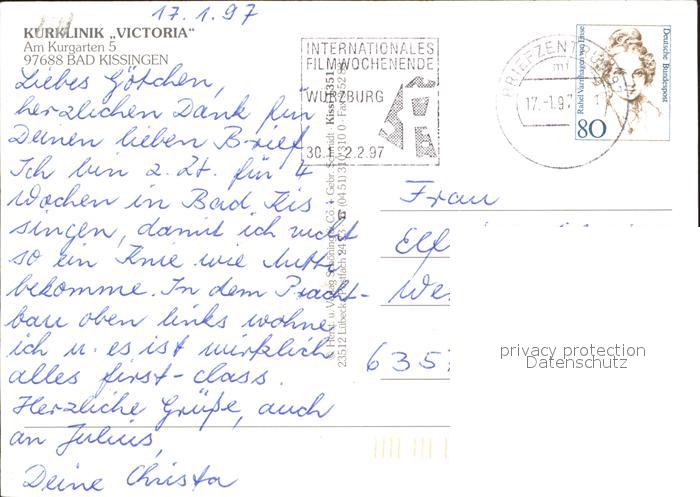 17.1.97
KURKLINIK „VICTORIA“
Am Kurgarten 5
97688 BAD KISSINGEN
Liebes Götchen,
herzlichen Dank für
Deinen lieben Brief
Ich bin z. Zt. für 4
Wochen in Bad Kis
singen, damit ich nicht
so ein Knie wie Mutti
bekomme. In dem Pracht-
bau oben links wohne
ich u. es ist wirklich
alles first-class.
Herzliche Grüße, auch
an Julius,
Deine Christa
INTERNATIONALES
FILMWOCHENENDE
WÜRZBURG
30.1.-2.2.97
BRIEFZENTRUM
17.-1.97
Deutsche Bundespost
Rahel Varnhagen von Ense
80
Frau
Elf
We
635
privacy protection
Datenschutz